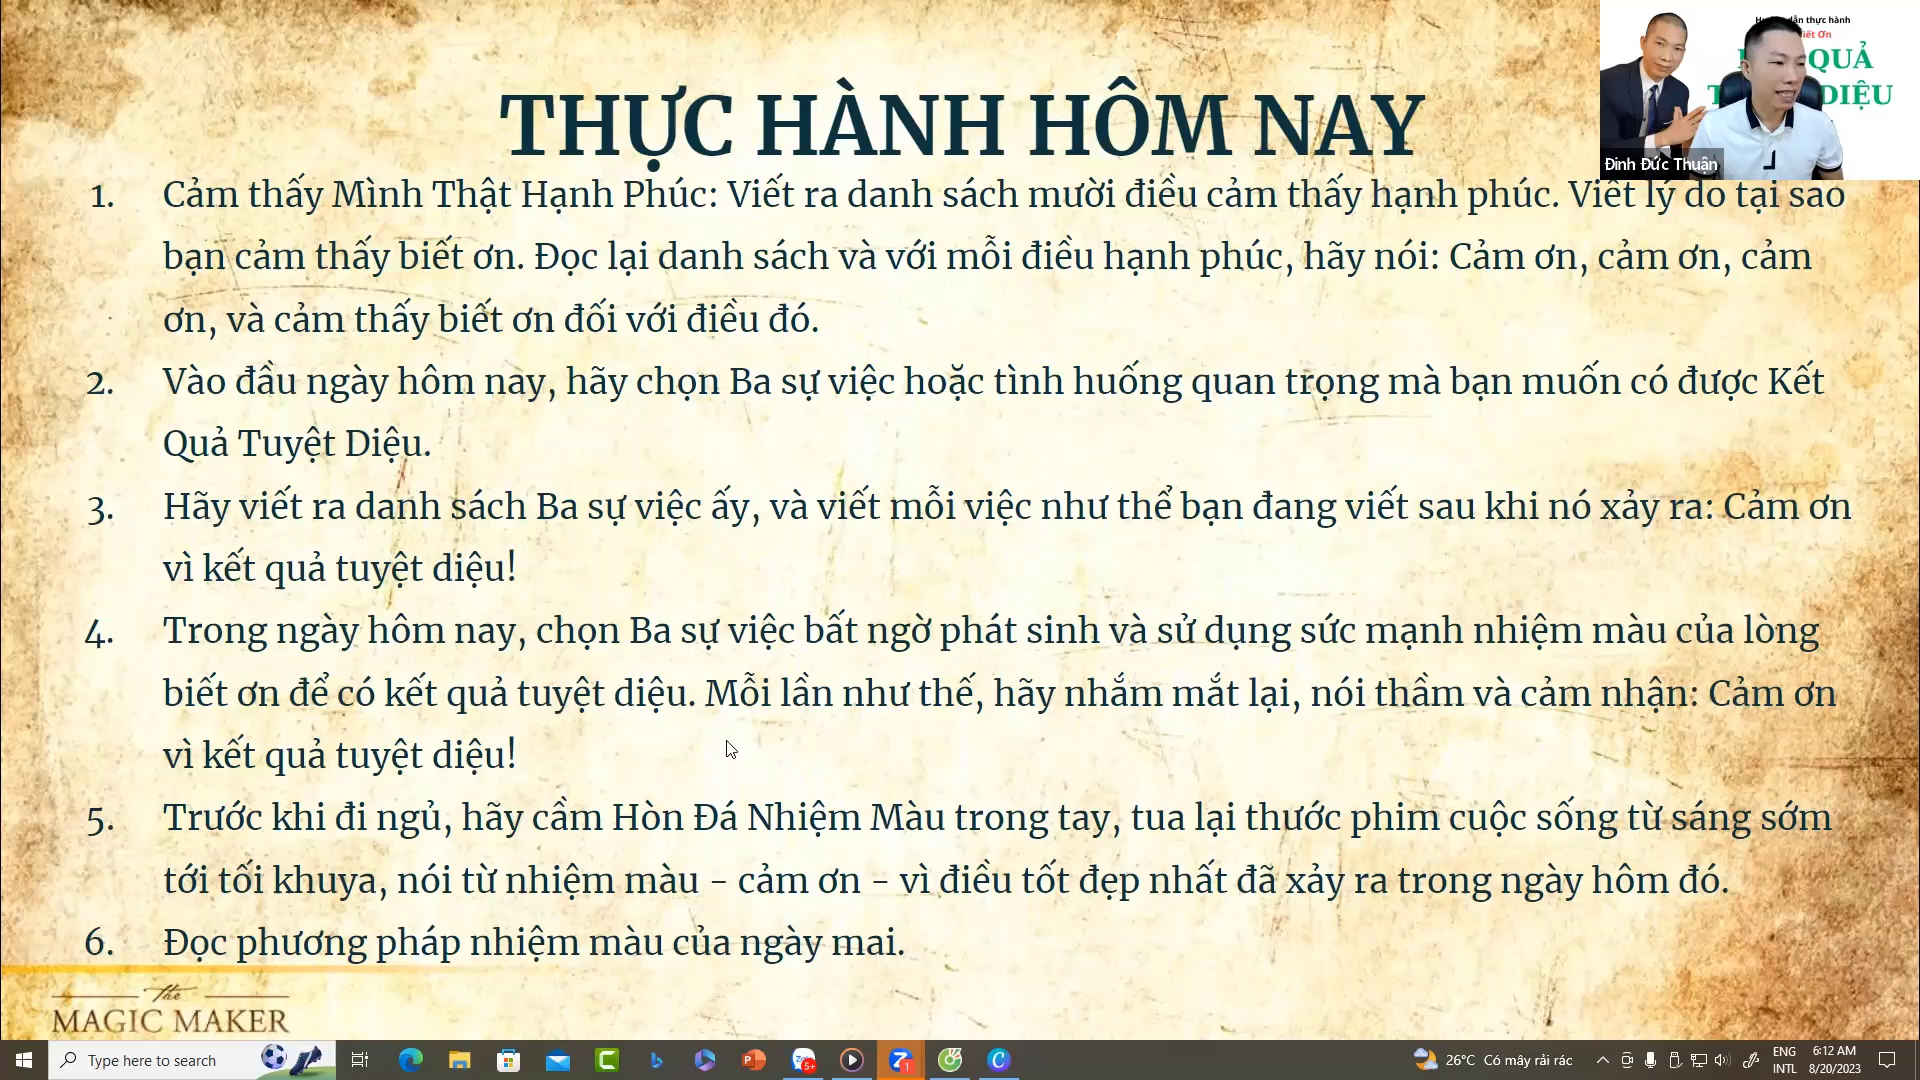 Hướng dẫn thực hành
Biết Ơn
QUẢ
DIỆU
Đinh Đức Thuận
THỰC HÀNH HÔM NAY
1. Cảm thấy Mình Thật Hạnh Phúc: Viết ra danh sách mười điều cảm thấy hạnh phúc. Viết lý do tại sao
bạn cảm thấy biết ơn. Đọc lại danh sách và với mỗi điều hạnh phúc, hãy nói: Cảm ơn, cảm ơn, cảm
ơn, và cảm thấy biết ơn đối với điều đó.
2. Vào đầu ngày hôm nay, hãy chọn Ba sự việc hoặc tình huống quan trọng mà bạn muốn có được Kết
Quả Tuyệt Diệu.
3. Hãy viết ra danh sách Ba sự việc ấy, và viết mỗi việc như thể bạn đang viết sau khi nó xảy ra: Cảm ơn
vì kết quả tuyệt diệu!
4. Trong ngày hôm nay, chọn Ba sự việc bất ngờ phát sinh và sử dụng sức mạnh nhiệm màu của lòng
biết ơn để có kết quả tuyệt diệu. Mỗi lần như thế, hãy nhắm mắt lại, nói thầm và cảm nhận: Cảm ơn
vì kết quả tuyệt diệu!
5. Trước khi đi ngủ, hãy cầm Hòn Đá Nhiệm Màu trong tay, tua lại thước phim cuộc sống từ sáng sớm
tới tối khuya, nói từ nhiệm màu - cảm ơn - vì điều tốt đẹp nhất đã xảy ra trong ngày hôm đó.
6. Đọc phương pháp nhiệm màu của ngày mai.
The
MAGIC MAKER
Type here to search
5+
1
26°C Có mây rải rác
ENG
INTL
6:12 AM
8/20/2023